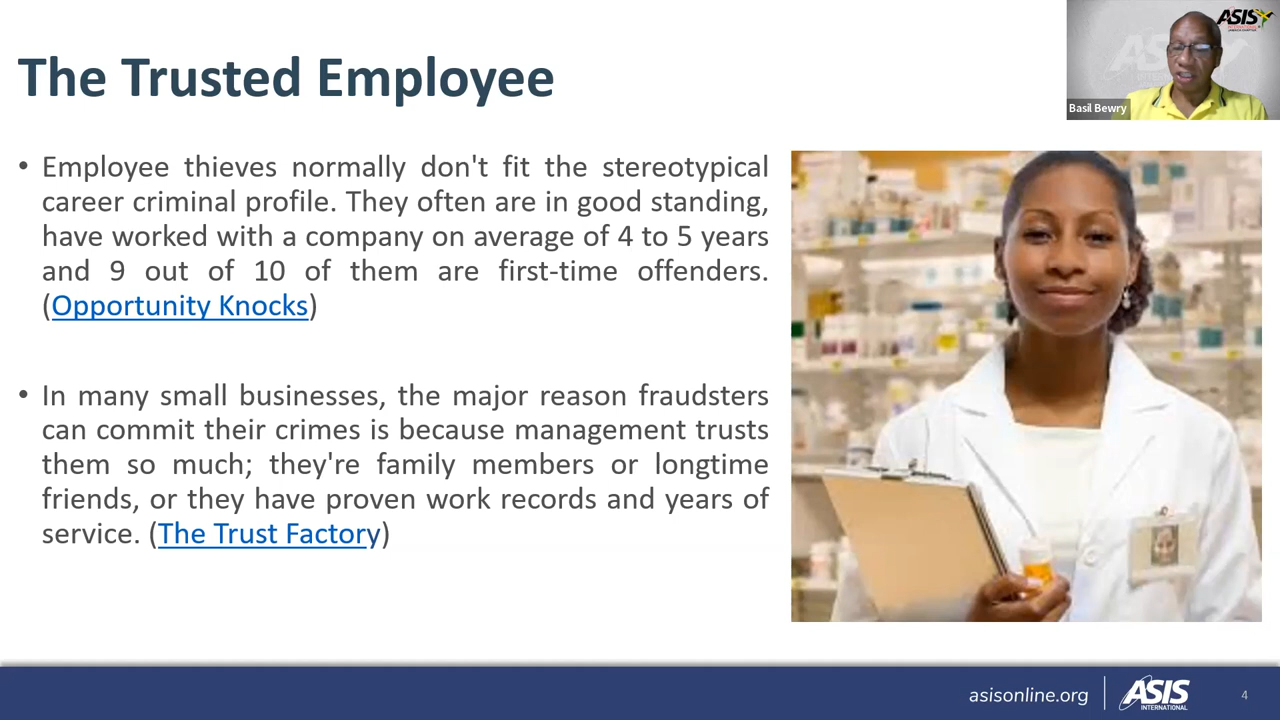 The Trusted Employee
ASIS
INTERNATIONAL
Basil Bewry
• Employee thieves normally don't fit the stereotypical
career criminal profile. They often are in good standing,
have worked with a company on average of 4 to 5 years
and 9 out of 10 of them are first-time offenders.
(Opportunity Knocks)
• In many small businesses, the major reason fraudsters
can commit their crimes is because management trusts
them so much; they're family members or longtime
friends, or they have proven work records and years of
service. (The Trust Factory)
asisonline.org
ASIS
INTERNATIONAL
4